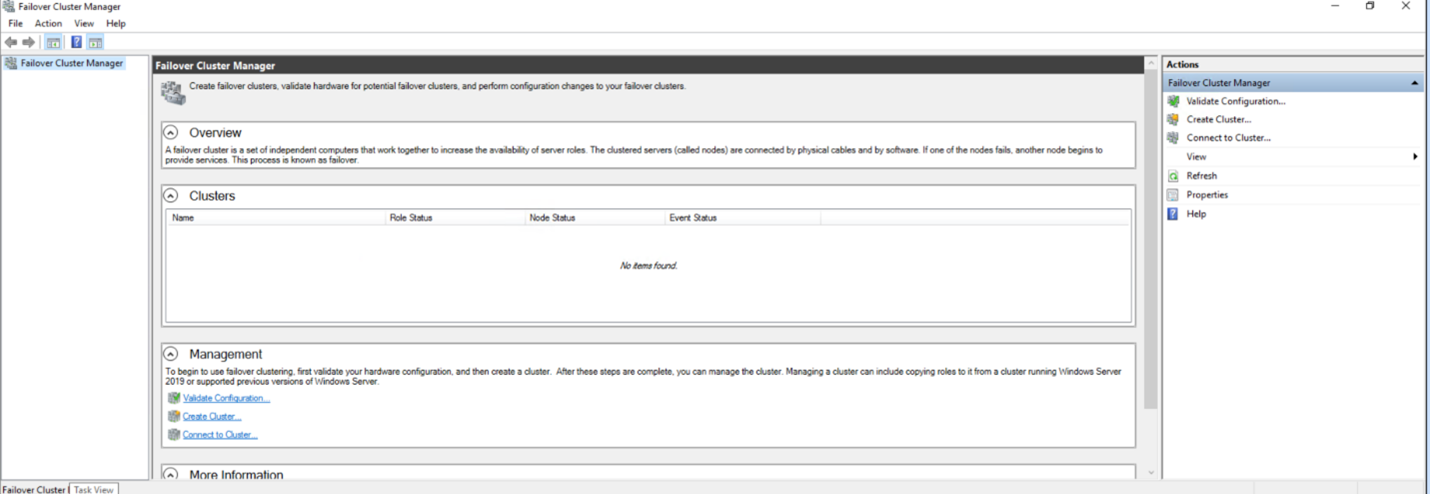 Failover Cluster Manager
File Action View Help
Failover Cluster Manager
Failover Cluster Manager
Create failover clusters, validate hardware for potential failover clusters, and perform configuration changes to your failover clusters.
Overview
A failover cluster is a set of independent computers that work together to increase the availability of server roles. The clustered servers (called nodes) are connected by physical cables and by software. If one of the nodes fails, another node begins to
provide services. This process is known as failover.
Clusters
Name Role Status Node Status Event Status
No items found.
Management
To begin to use failover clustering, first validate your hardware configuration, and then create a cluster. After these steps are complete, you can manage the cluster. Managing a cluster can include copying roles to it from a cluster running Windows Server
2019 or supported previous versions of Windows Server.
Validate Configuration...
Create Cluster...
Connect to Cluster...
More Information
Actions
Failover Cluster Manager
Validate Configuration...
Create Cluster...
Connect to Cluster...
View
Refresh
Properties
Help
Failover Cluster Task View